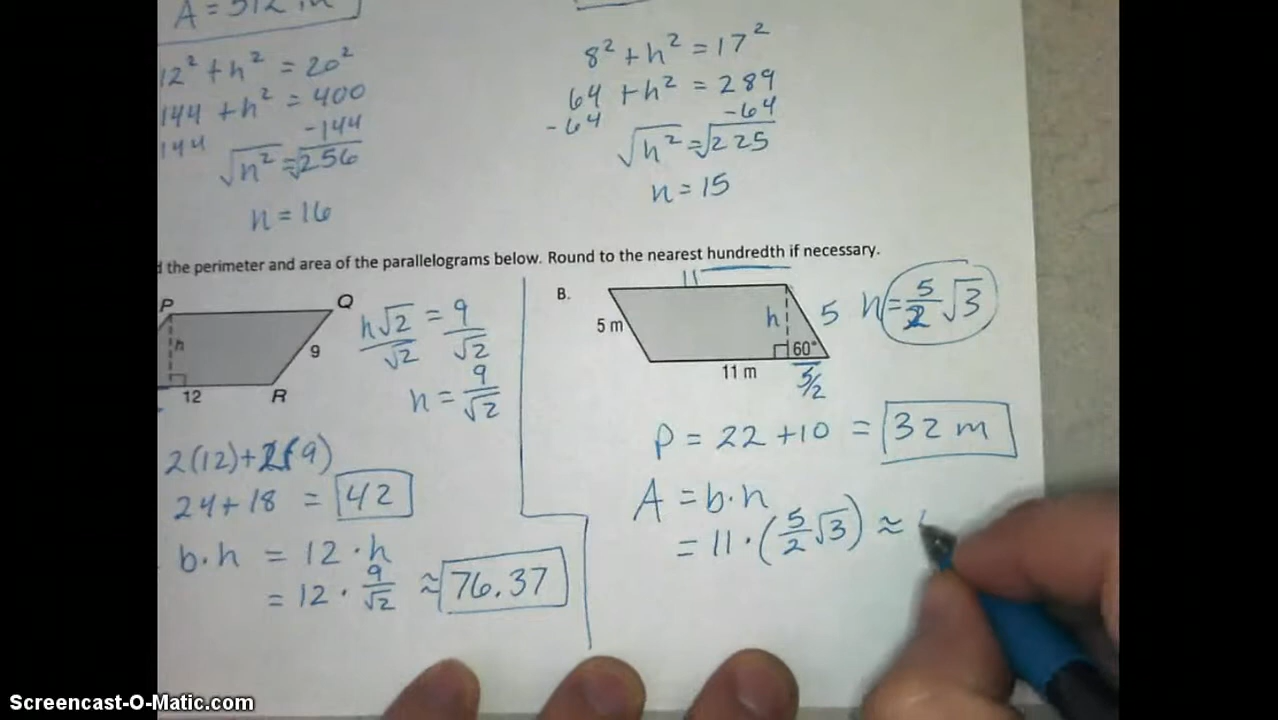 A = 512 in
12² + h² = 20²
144 + h² = 400
144 -144
√h² = √256
h = 16
8² + h² = 17²
64 + h² = 289
-64 -64
√h² = √225
h = 15
the perimeter and area of the parallelograms below. Round to the nearest hundredth if necessary.
P Q
h
9
12 R
h√2/√2 = 9/√2
h = 9/√2
2(12)+2(9)
24+18 = 42
b·h = 12·h
= 12 · 9/√2 ≈ 76.37
B.
11
5 m
h
5
60°
11 m
5/2
h = 5/2 √3
P = 22 + 10 = 32 m
A = b·h
= 11 · (5/2 √3) ≈
Screencast-O-Matic.com